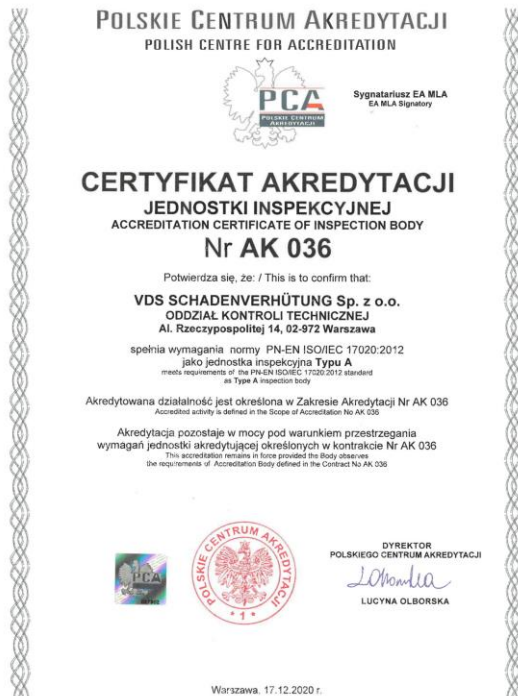 POLSKIE CENTRUM AKREDYTACJI
POLISH CENTRE FOR ACCREDITATION
Sygnatariusz EA MLA
EA MLA Signatory
PCA
POLSKIE CENTRUM
AKREDYTACJI
CERTYFIKAT AKREDYTACJI
JEDNOSTKI INSPEKCYJNEJ
ACCREDITATION CERTIFICATE OF INSPECTION BODY
Nr AK 036
Potwierdza się, że: / This is to confirm that:
VDS SCHADENVERHÜTUNG Sp. z o.o.
ODDZIAŁ KONTROLI TECHNICZNEJ
Al. Rzeczypospolitej 14, 02-972 Warszawa
spełnia wymagania normy PN-EN ISO/IEC 17020:2012
jako jednostka inspekcyjna Typu A
meets requirements of the PN-EN ISO/IEC 17020:2012 standard
as Type A inspection body
Akredytowana działalność jest określona w Zakresie Akredytacji Nr AK 036
Accredited activity is defined in the Scope of Accreditation No AK 036
Akredytacja pozostaje w mocy pod warunkiem przestrzegania
wymagań jednostki akredytującej określonych w kontrakcie Nr AK 036
This accreditation remains in force provided the Body observes
the requirements of Accreditation Body defined in the Contract No AK 036
PCA
POLSKIE CENTRUM AKREDYTACJI
* 1 *
DYREKTOR
POLSKIEGO CENTRUM AKREDYTACJI
LUCYNA OLBORSKA
Warszawa, 17.12.2020 r.